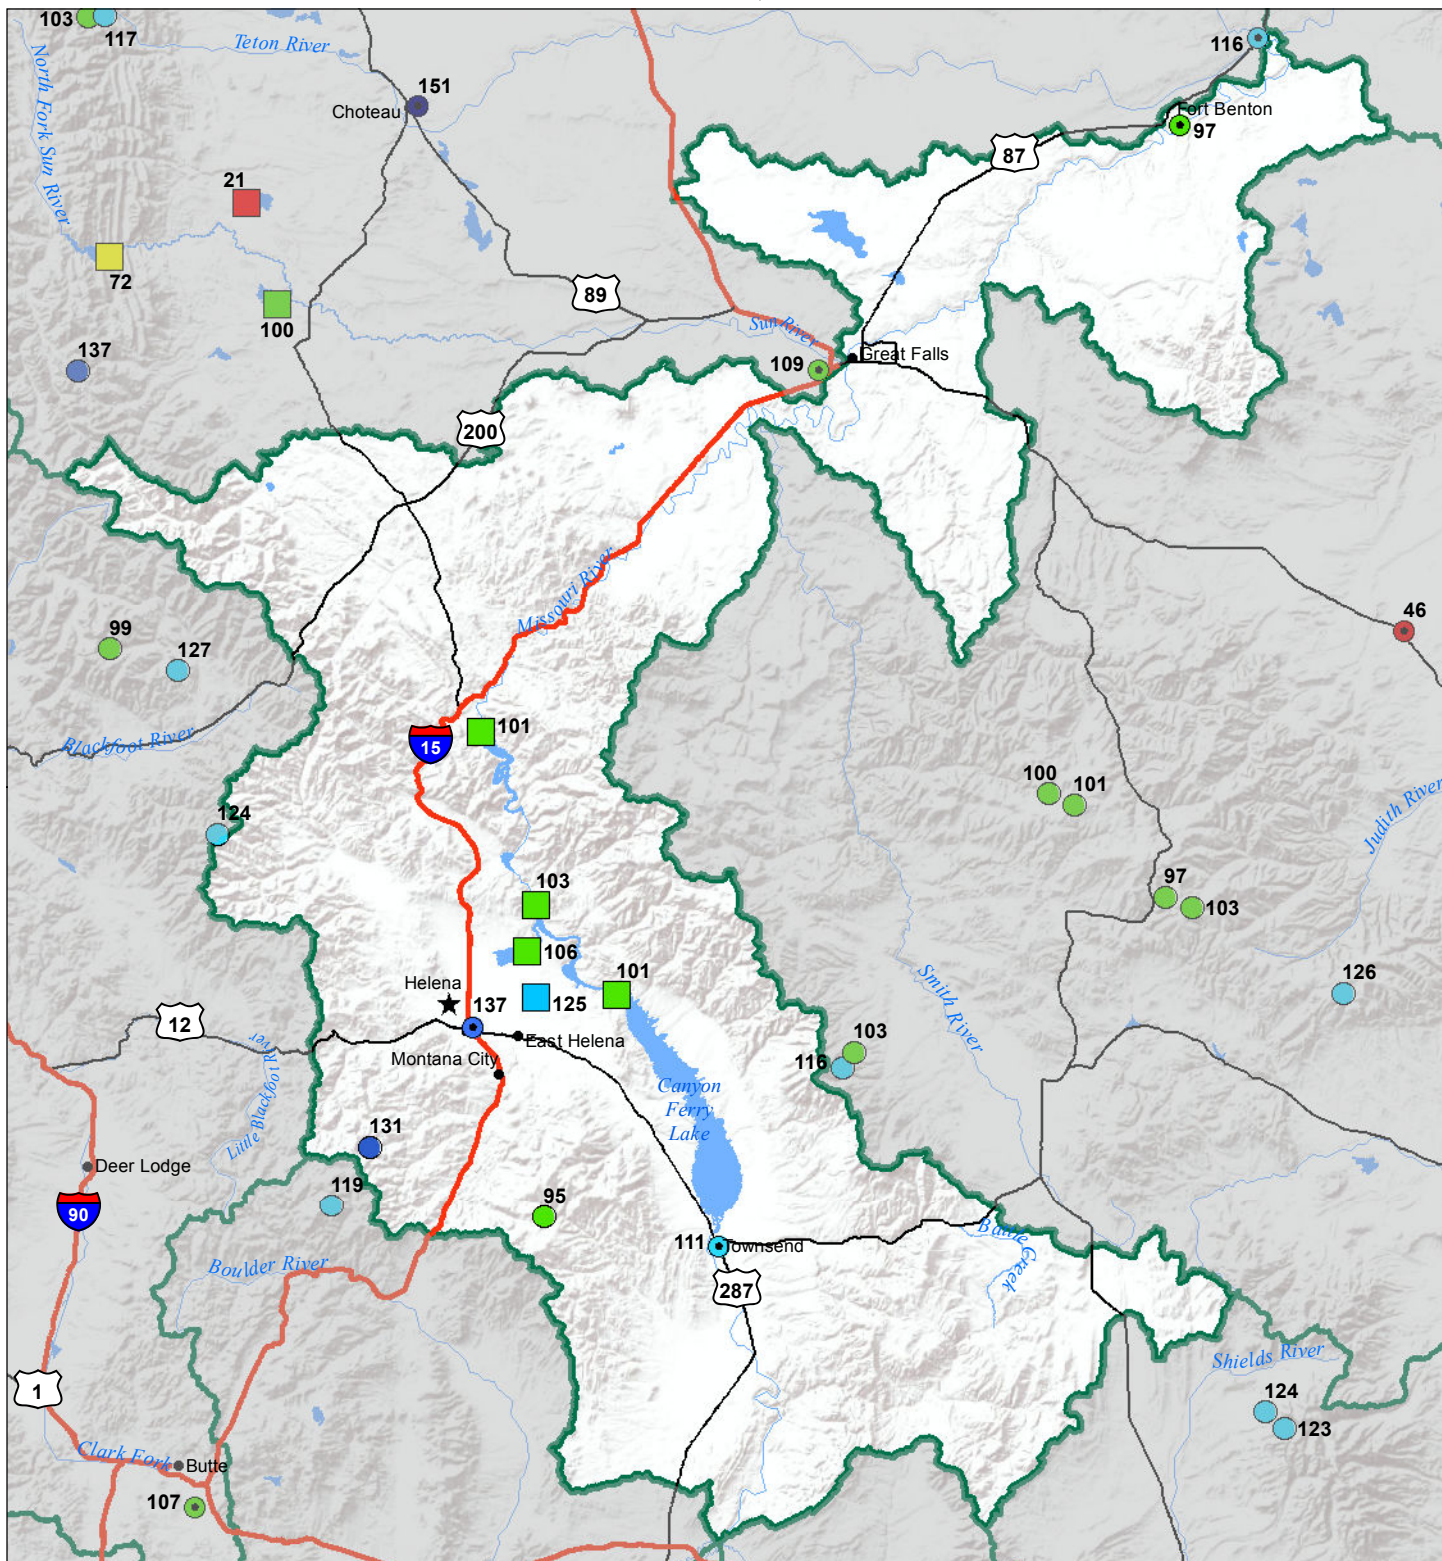 103
117
Teton River
116
North Fork Sun River
151
Choteau
Fort Benton
97
87
21
72
89
100
Sun River
137
109
Great Falls
200
Missouri River
46
99
127
101
Blackfoot River
15
100
101
Judith River
124
103
97
103
106
101
Helena
125
126
Smith River
12
137
East Helena
103
116
Little Blackfoot River
Montana City
Canyon
Ferry
Lake
131
Deer Lodge
119
95
90
111
Townsend
Battle Creek
Boulder River
287
Shields River
1
124
123
Clark Fork
Butte
107